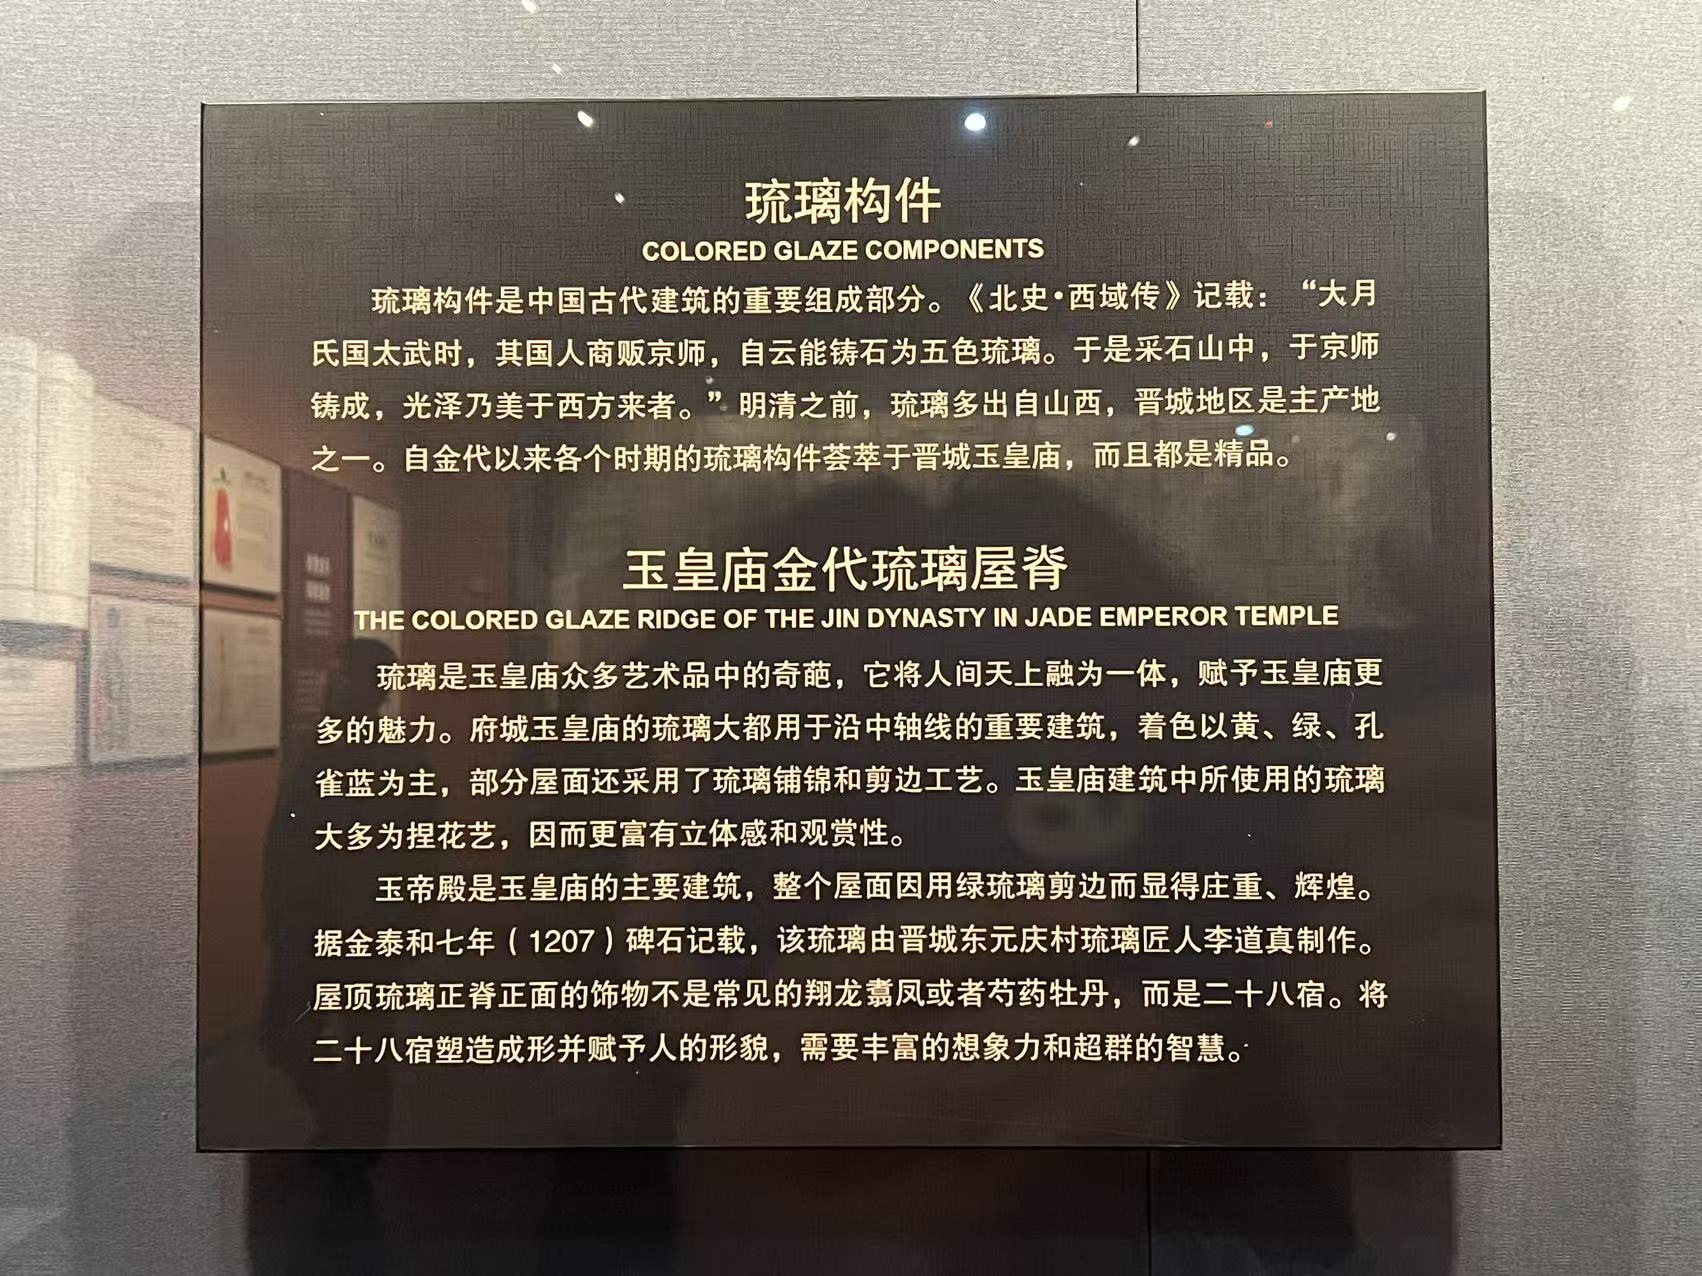 琉璃构件
COLORED GLAZE COMPONENTS
琉璃构件是中国古代建筑的重要组成部分。《北史•西域传》记载：“大月
氏国太武时，其国人商贩京师，自云能铸石为五色琉璃。于是采石山中，于京师
铸成，光泽乃美于西方来者。”明清之前，琉璃多出自山西，晋城地区是主产地
之一。自金代以来各个时期的琉璃构件荟萃于晋城玉皇庙，而且都是精品。
玉皇庙金代琉璃屋脊
THE COLORED GLAZE RIDGE OF THE JIN DYNASTY IN JADE EMPEROR TEMPLE
琉璃是玉皇庙众多艺术品中的奇葩，它将人间天上融为一体，赋予玉皇庙更
多的魅力。府城玉皇庙的琉璃大都用于沿中轴线的重要建筑，着色以黄、绿、孔
雀蓝为主，部分屋面还采用了琉璃铺锦和剪边工艺。玉皇庙建筑中所使用的琉璃
大多为捏花艺，因而更富有立体感和观赏性。
玉帝殿是玉皇庙的主要建筑，整个屋面因用绿琉璃剪边而显得庄重、辉煌。
据金泰和七年（1207）碑石记载，该琉璃由晋城东元庆村琉璃匠人李道真制作。
屋顶琉璃正脊正面的饰物不是常见的翔龙翥凤或者芍药牡丹，而是二十八宿。将
二十八宿塑造成形并赋予人的形貌，需要丰富的想象力和超群的智慧。